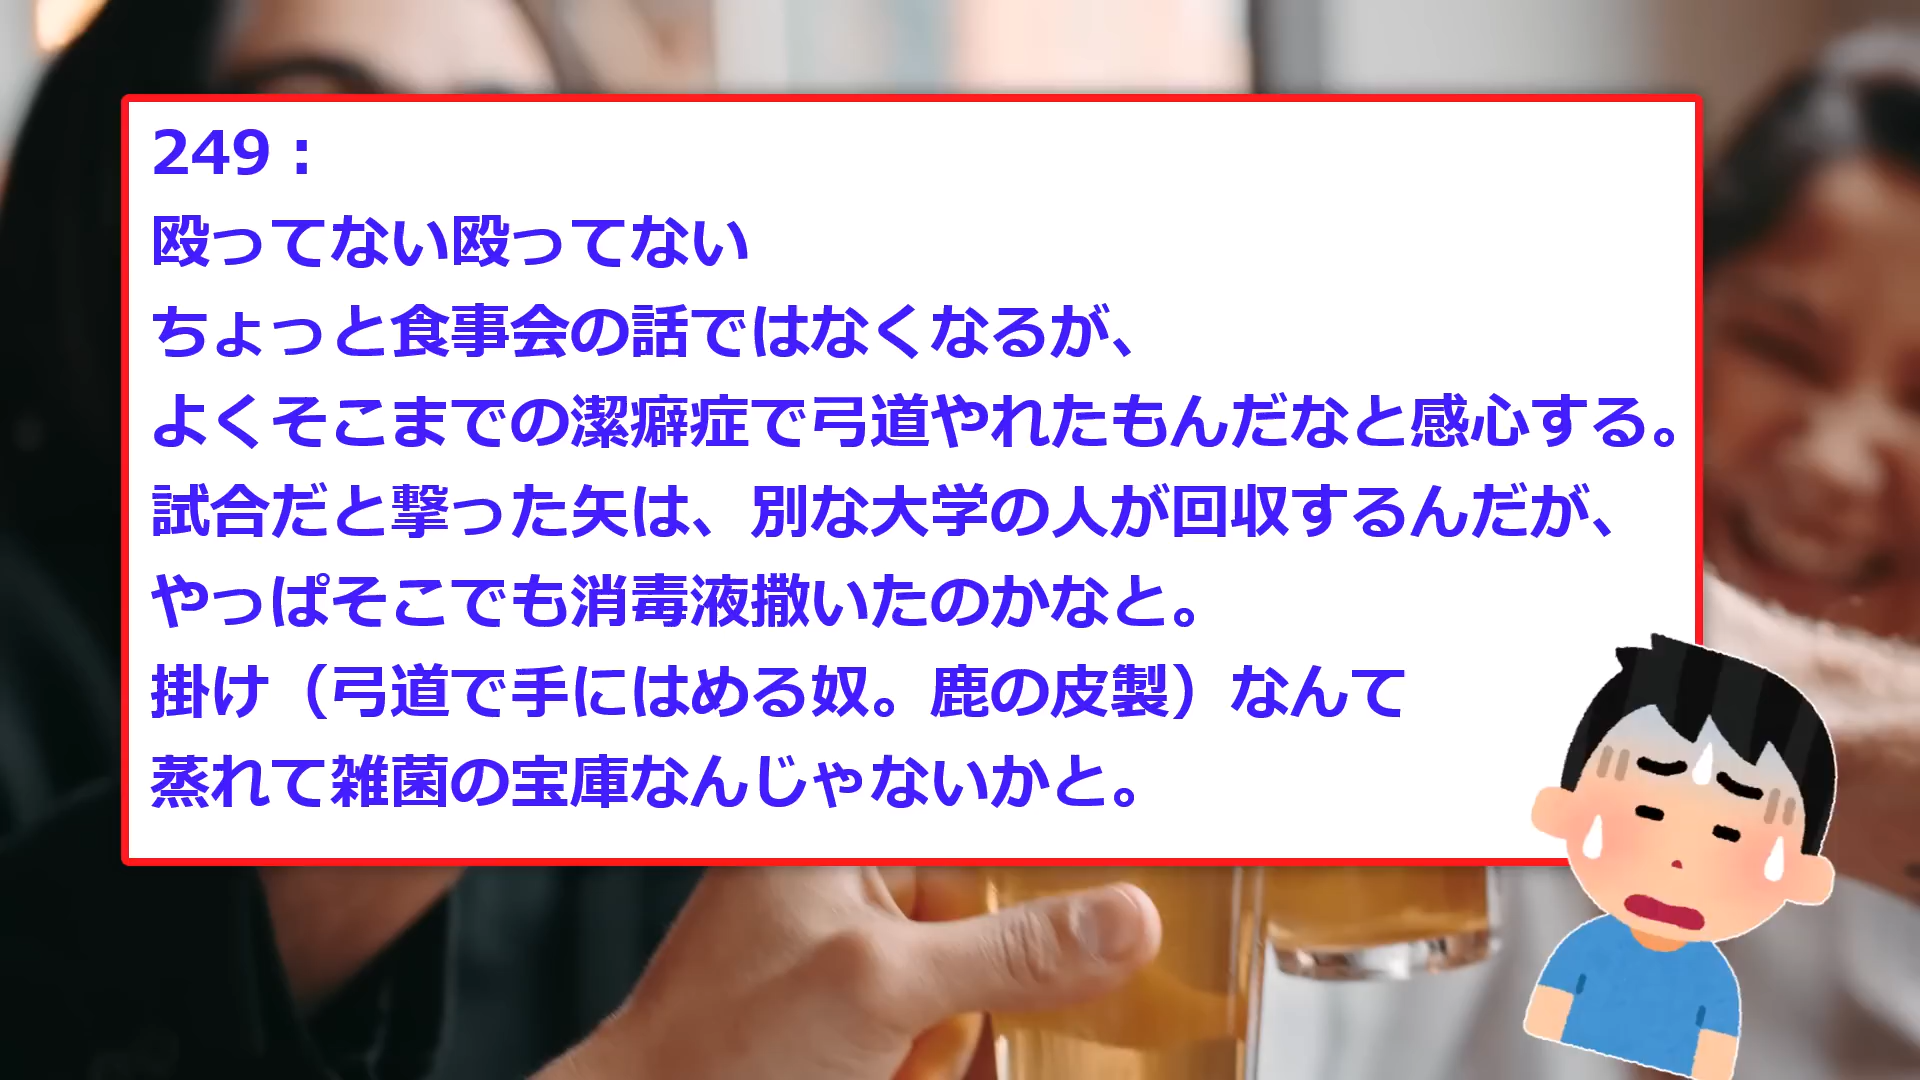 249：
殴ってない殴ってない
ちょっと食事会の話ではなくなるが、
よくそこまでの潔癖症で弓道やれたもんだなと感心する。
試合だと撃った矢は、別な大学の人が回収するんだが、
やっぱそこでも消毒液撒いたのかなと。
掛け（弓道で手にはめる奴。鹿の皮製）なんて
蒸れて雑菌の宝庫なんじゃないかと。